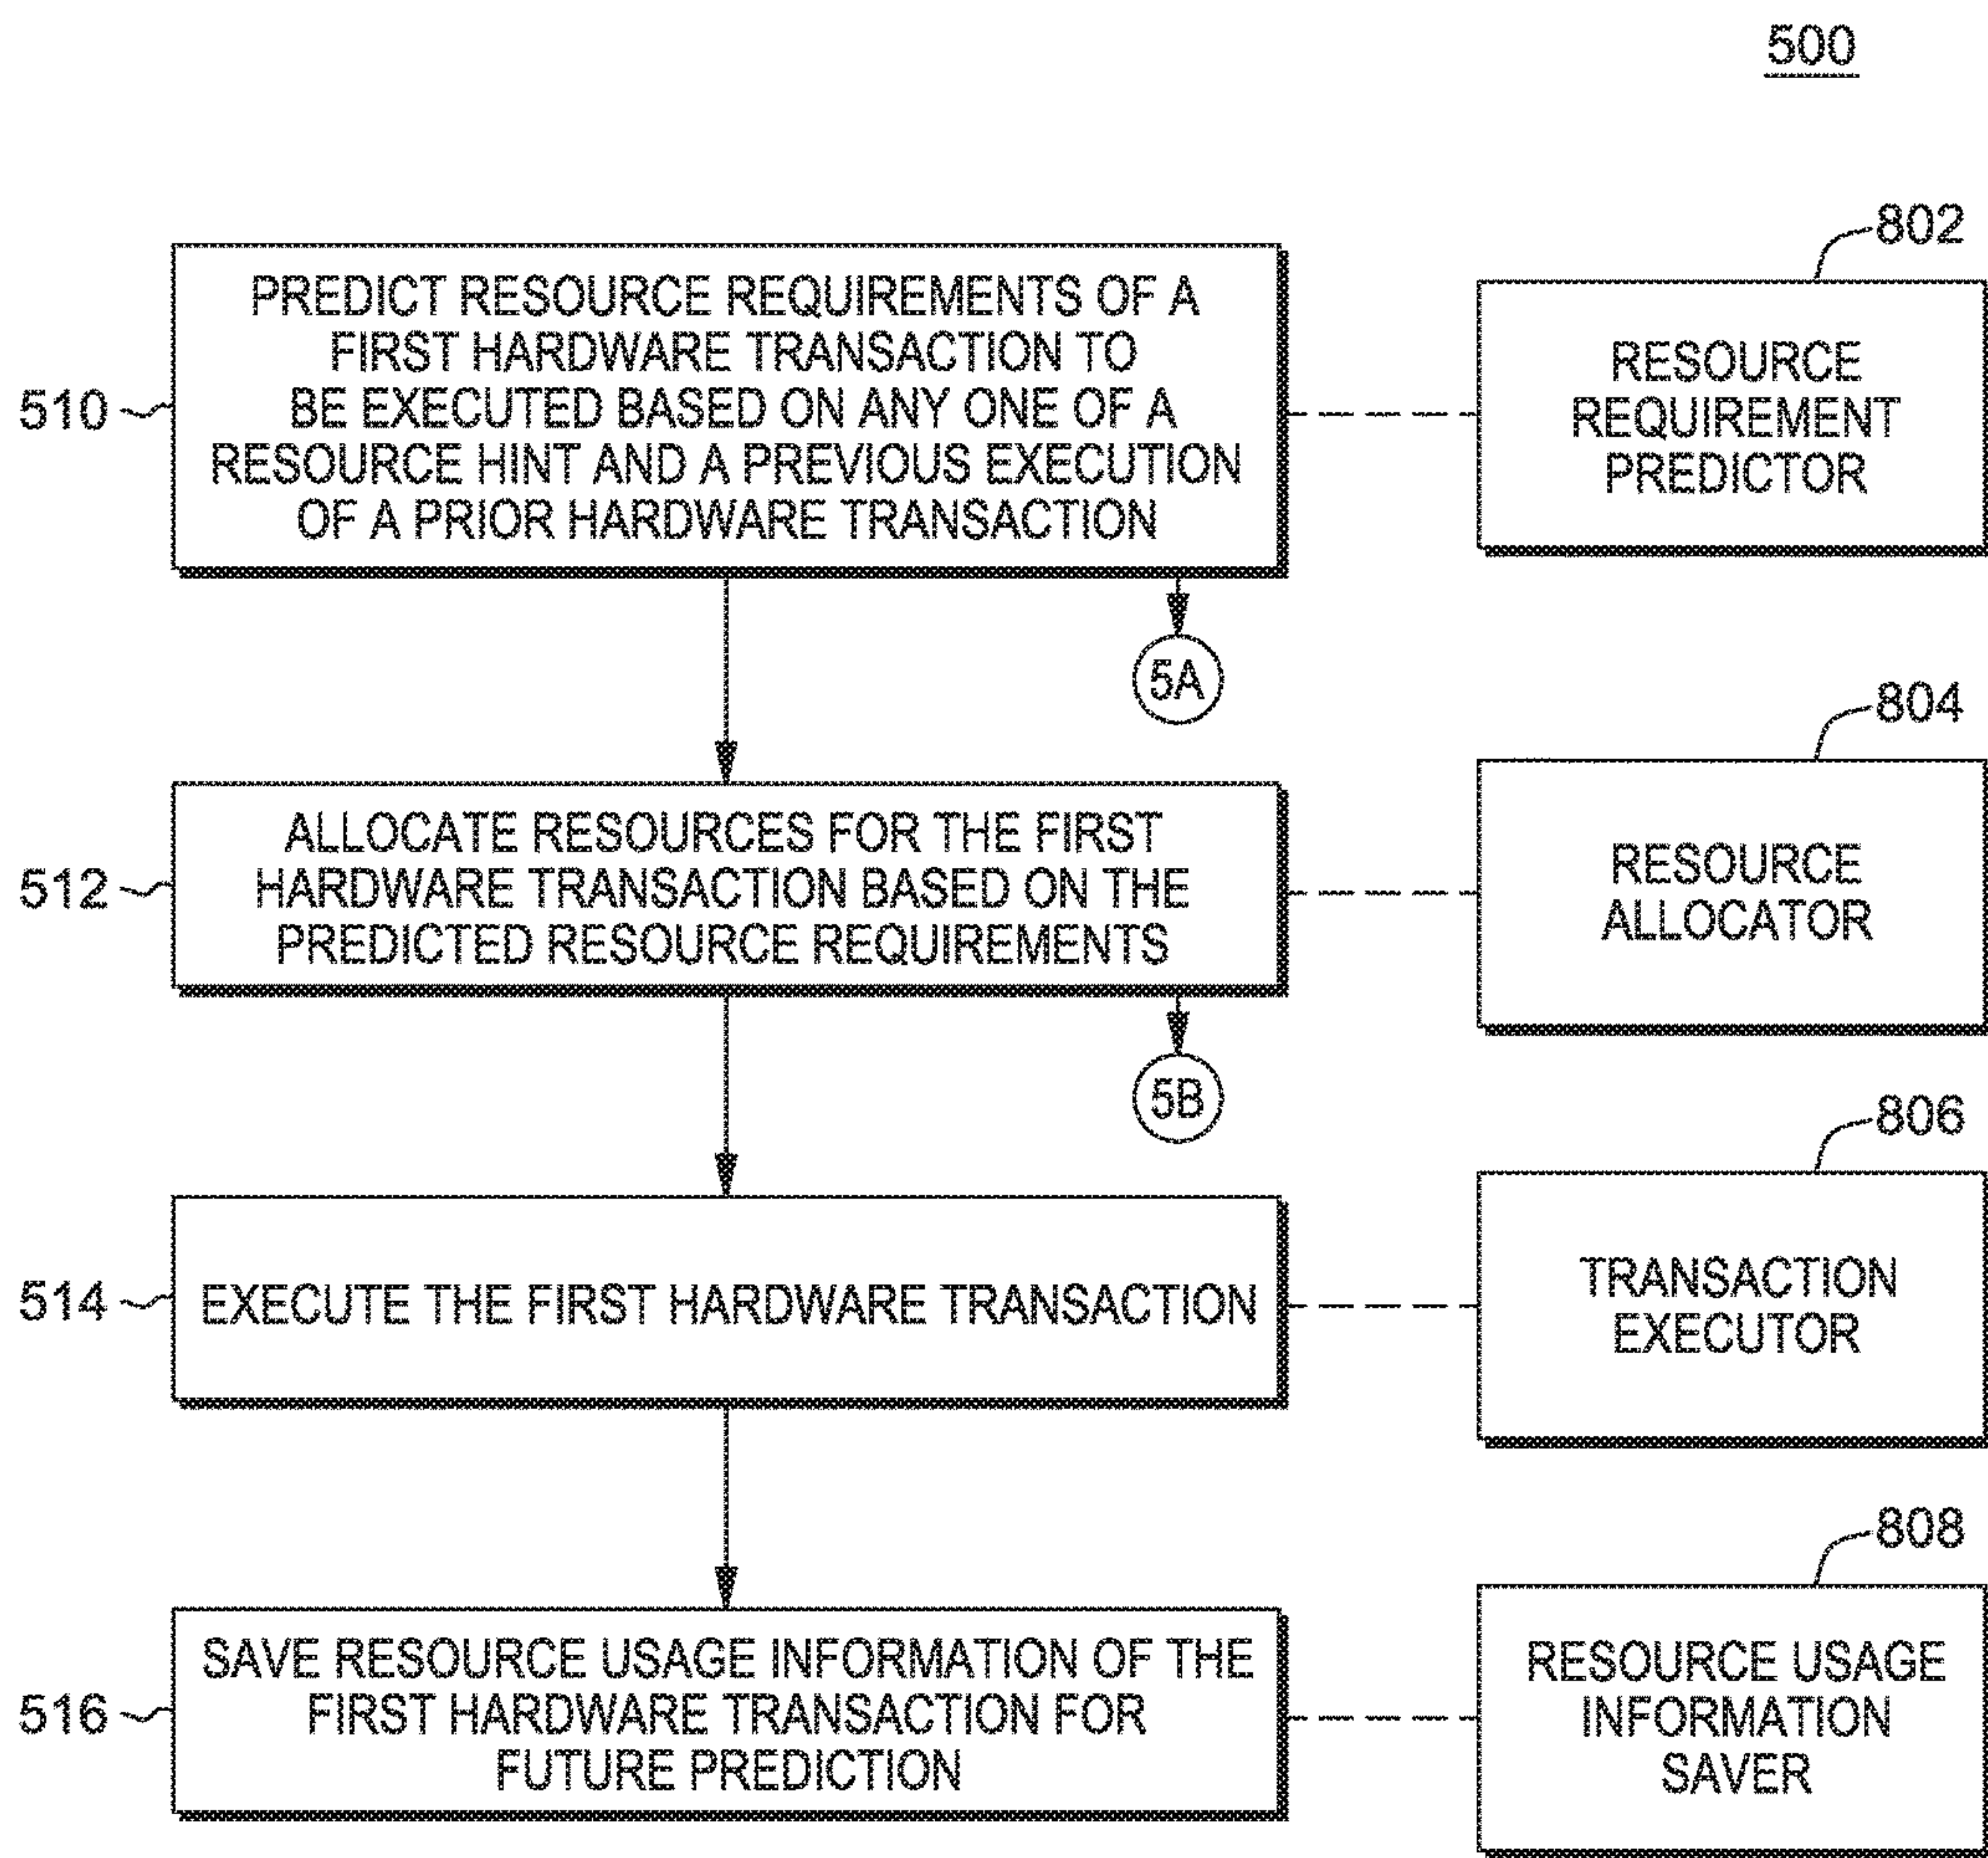 500
802
PREDICT RESOURCE REQUIREMENTS OF A
FIRST HARDWARE TRANSACTION TO
BE EXECUTED BASED ON ANY ONE OF A
RESOURCE HINT AND A PREVIOUS EXECUTION
OF A PRIOR HARDWARE TRANSACTION
510
RESOURCE
REQUIREMENT
PREDICTOR
5A
804
ALLOCATE RESOURCES FOR THE FIRST
HARDWARE TRANSACTION BASED ON THE
PREDICTED RESOURCE REQUIREMENTS
512
RESOURCE
ALLOCATOR
5B
806
514
EXECUTE THE FIRST HARDWARE TRANSACTION
TRANSACTION
EXECUTOR
808
SAVE RESOURCE USAGE INFORMATION OF THE
FIRST HARDWARE TRANSACTION FOR
FUTURE PREDICTION
516
RESOURCE USAGE
INFORMATION
SAVER